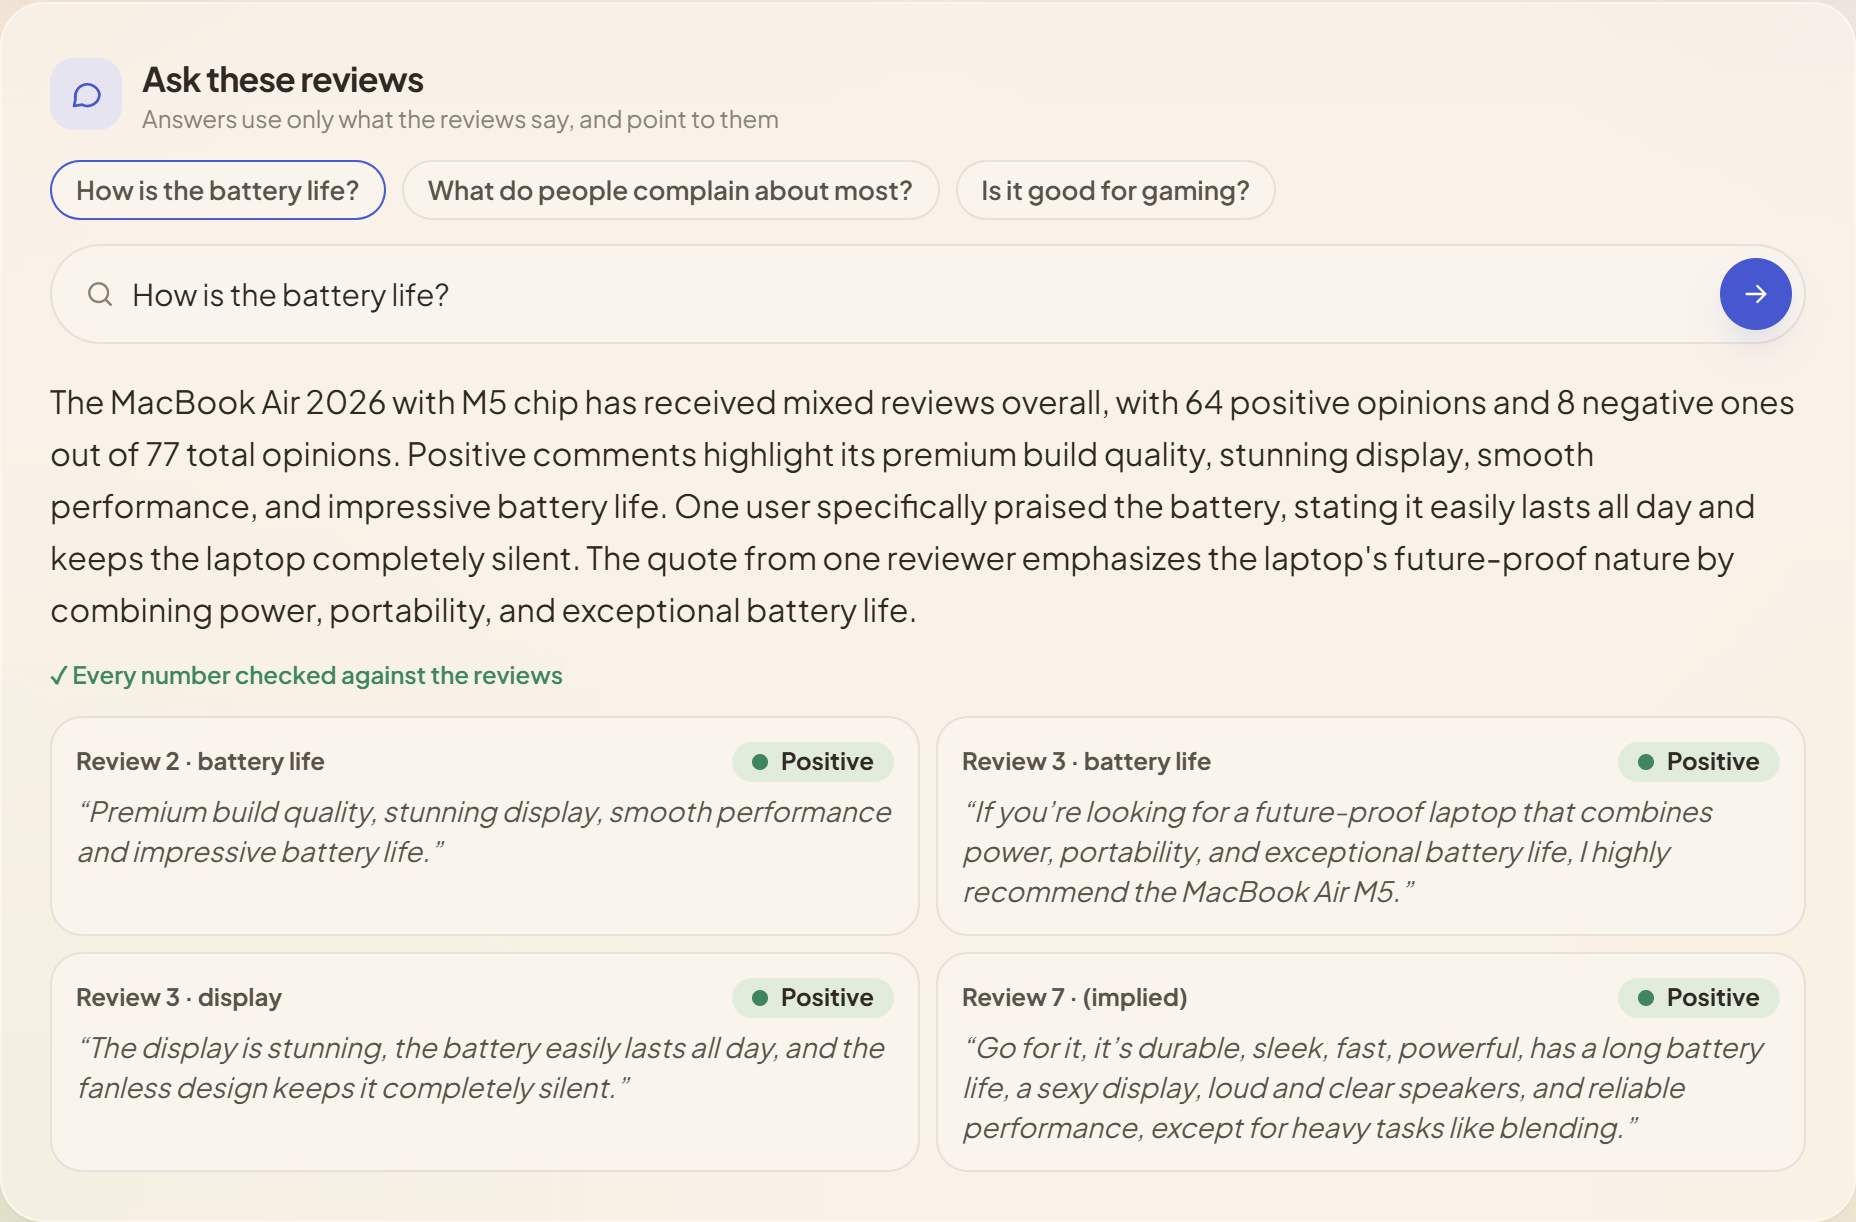 Ask these reviews
Answers use only what the reviews say, and point to them
How is the battery life?
What do people complain about most?
Is it good for gaming?
How is the battery life?
The MacBook Air 2026 with M5 chip has received mixed reviews overall, with 64 positive opinions and 8 negative ones
out of 77 total opinions. Positive comments highlight its premium build quality, stunning display, smooth
performance, and impressive battery life. One user specifically praised the battery, stating it easily lasts all day and
keeps the laptop completely silent. The quote from one reviewer emphasizes the laptop's future-proof nature by
combining power, portability, and exceptional battery life.
✓ Every number checked against the reviews
Review 2 · battery life
Positive
“Premium build quality, stunning display, smooth performance
and impressive battery life.”
Review 3 · battery life
Positive
“If you’re looking for a future-proof laptop that combines
power, portability, and exceptional battery life, I highly
recommend the MacBook Air M5.”
Review 3 · display
Positive
“The display is stunning, the battery easily lasts all day, and the
fanless design keeps it completely silent.”
Review 7 · (implied)
Positive
“Go for it, it’s durable, sleek, fast, powerful, has a long battery
life, a sexy display, loud and clear speakers, and reliable
performance, except for heavy tasks like blending.”